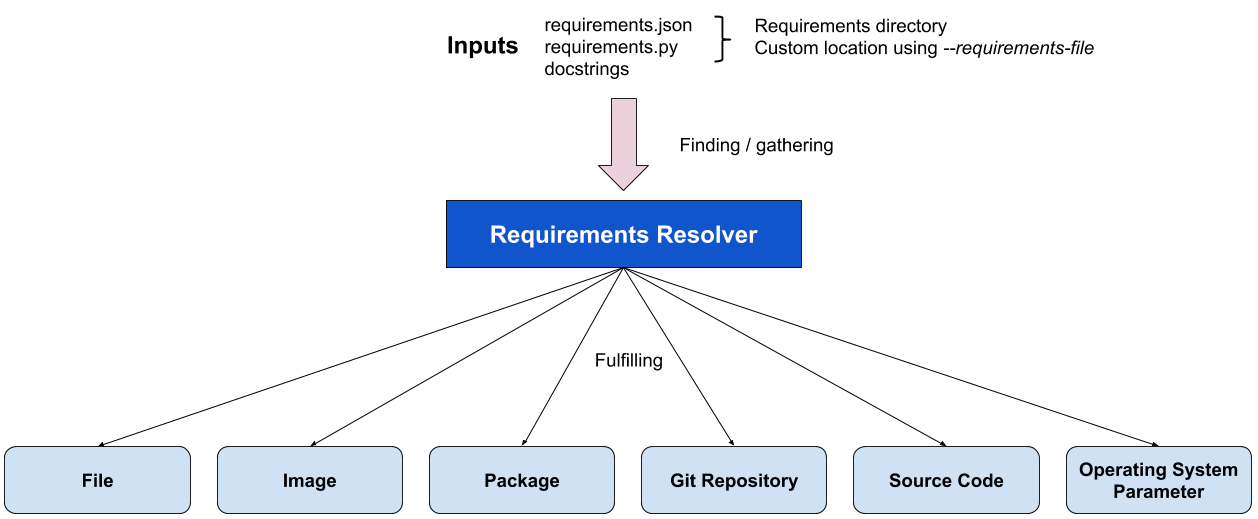 Inputs
requirements.json
requirements.py
docstrings
Requirements directory
Custom location using --requirements-file
Finding / gathering
Requirements Resolver
Fulfilling
File
Image
Package
Git Repository
Source Code
Operating System
Parameter